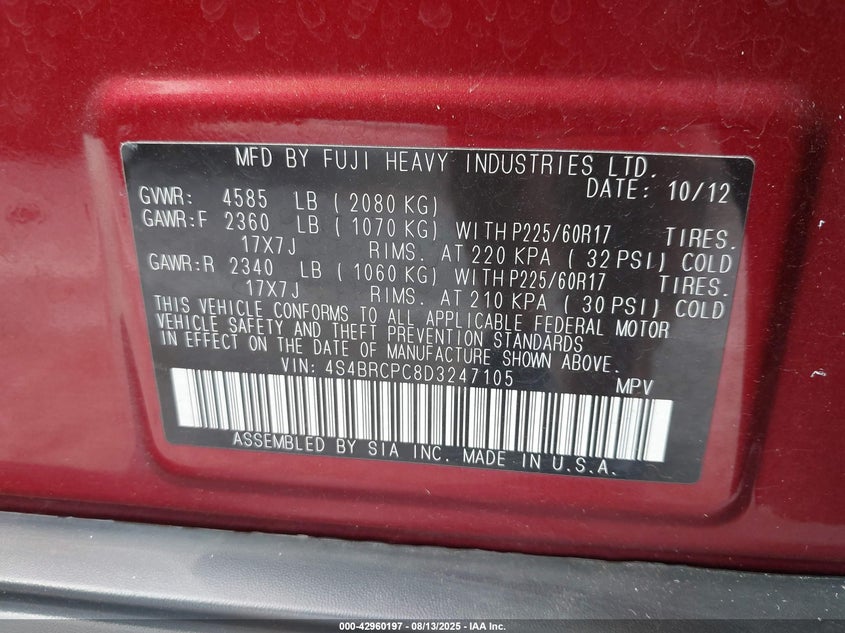 MFD BY FUJI HEAVY INDUSTRIES LTD.
DATE: 10/12
GVWR: 4585 LB ( 2080 KG)
GAWR:F 2360 LB ( 1070 KG) WITH P225/60R17 TIRES.
17X7J RIMS. AT 220 KPA ( 32 PSI) COLD
GAWR:R 2340 LB ( 1060 KG) WITH P225/60R17 TIRES.
17X7J RIMS. AT 210 KPA ( 30 PSI) COLD
THIS VEHICLE CONFORMS TO ALL APPLICABLE FEDERAL MOTOR
VEHICLE SAFETY AND THEFT PREVENTION STANDARDS
IN EFFECT ON THE DATE OF MANUFACTURE SHOWN ABOVE.
VIN: 4S4BRCPC8D3247105 MPV
ASSEMBLED BY SIA INC. MADE IN U.S.A.
000-42960197 - 08/13/2025 - IAA Inc.